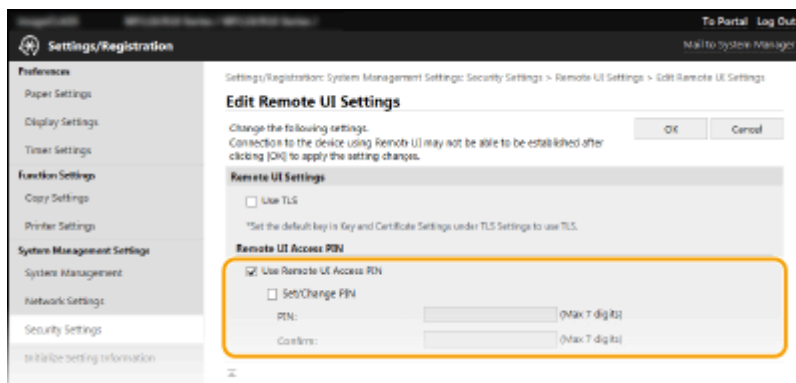 To Portal Log Out
Settings/Registration
Mail to System Manager
Preferences
Paper Settings
Display Settings
Timer Settings
Function Settings
Copy Settings
Printer Settings
System Management Settings
System Management
Network Settings
Security Settings
Initialize Setting Information
Settings/Registration: System Management Settings: Security Settings > Remote UI Settings > Edit Remote UI Settings
Edit Remote UI Settings
Change the following settings.
Connection to the device using Remote UI may not be able to be established after
clicking [OK] to apply the setting changes.
OK
Cancel
Remote UI Settings
Use TLS
*Set the default key in Key and Certificate Settings under TLS Settings to use TLS.
Remote UI Access PIN
Use Remote UI Access PIN
Set/Change PIN
PIN:
(Max 7 digits)
Confirm:
(Max 7 digits)